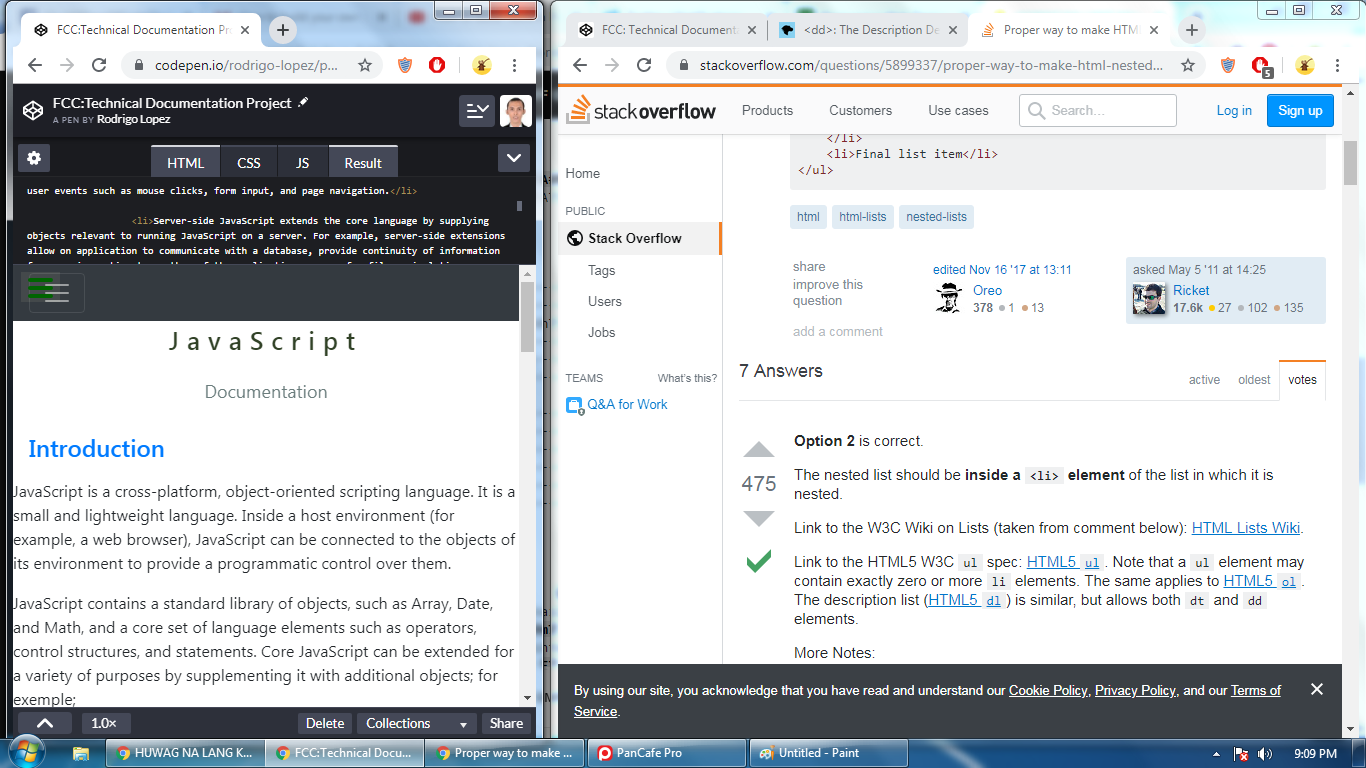 FCC:Technical Documentation Pr
codepen.io/rodrigo-lopez/p...
FCC:Technical Documentation Project
A PEN BY Rodrigo Lopez
HTML
CSS
JS
Result
user events such as mouse clicks, form input, and page navigation.</li>
<li>Server-side JavaScript extends the core language by supplying
objects relevant to running JavaScript on a server. For example, server-side extensions
allow on application to communicate with a database, provide continuity of information
JavaScript
Documentation
Introduction
JavaScript is a cross-platform, object-oriented scripting language. It is a
small and lightweight language. Inside a host environment (for
example, a web browser), JavaScript can be connected to the objects of
its environment to provide a programmatic control over them.
JavaScript contains a standard library of objects, such as Array, Date,
and Math, and a core set of language elements such as operators,
control structures, and statements. Core JavaScript can be extended for
a variety of purposes by supplementing it with additional objects; for
exemple;
1.0×
Delete
Collections
Share
FCC: Technical Documenta
<dd>: The Description De
Proper way to make HTM
stackoverflow.com/questions/5899337/proper-way-to-make-html-nested...
5
stackoverflow
Products
Customers
Use cases
Search...
Log in
Sign up
Home
PUBLIC
Stack Overflow
Tags
Users
Jobs
TEAMS
What's this?
Q&A for Work
</li>
<li>Final list item</li>
</ul>
html
html-lists
nested-lists
share
improve this
question
edited Nov 16 '17 at 13:11
Oreo
378 1 13
asked May 5 '11 at 14:25
Ricket
17.6k 27 102 135
add a comment
7 Answers
active
oldest
votes
475
Option 2 is correct.
The nested list should be inside a <li> element of the list in which it is
nested.
Link to the W3C Wiki on Lists (taken from comment below): HTML Lists Wiki.
Link to the HTML5 W3C ul spec: HTML5 ul. Note that a ul element may
contain exactly zero or more li elements. The same applies to HTML5 ol.
The description list (HTML5 dl) is similar, but allows both dt and dd
elements.
More Notes:
By using our site, you acknowledge that you have read and understand our Cookie Policy, Privacy Policy, and our Terms of
Service.
HUWAG NA LANG K...
FCC:Technical Docu...
Proper way to make ...
PanCafe Pro
Untitled - Paint
9:09 PM